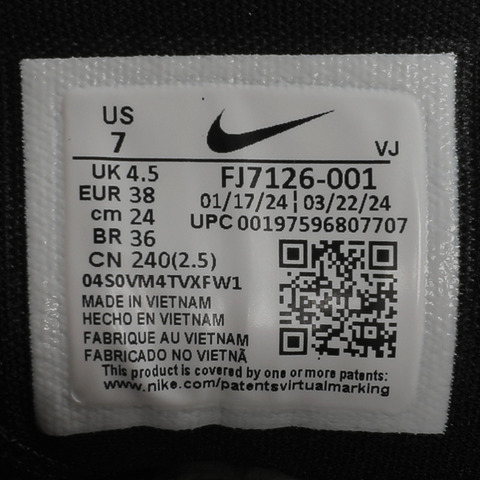 US
7
VJ
UK 4.5
EUR 38
cm 24
BR 36
CN 240(2.5)
FJ7126-001
01/17/24 | 03/22/24
UPC 00197596807707
04S0VM4TVXFW1
MADE IN VIETNAM
HECHO EN VIETNAM
FABRIQUE AU VIETNAM
FABRICADO NO VIETNÃ
This product is covered by one or more patents:
www.nike.com/patentsvirtualmarking